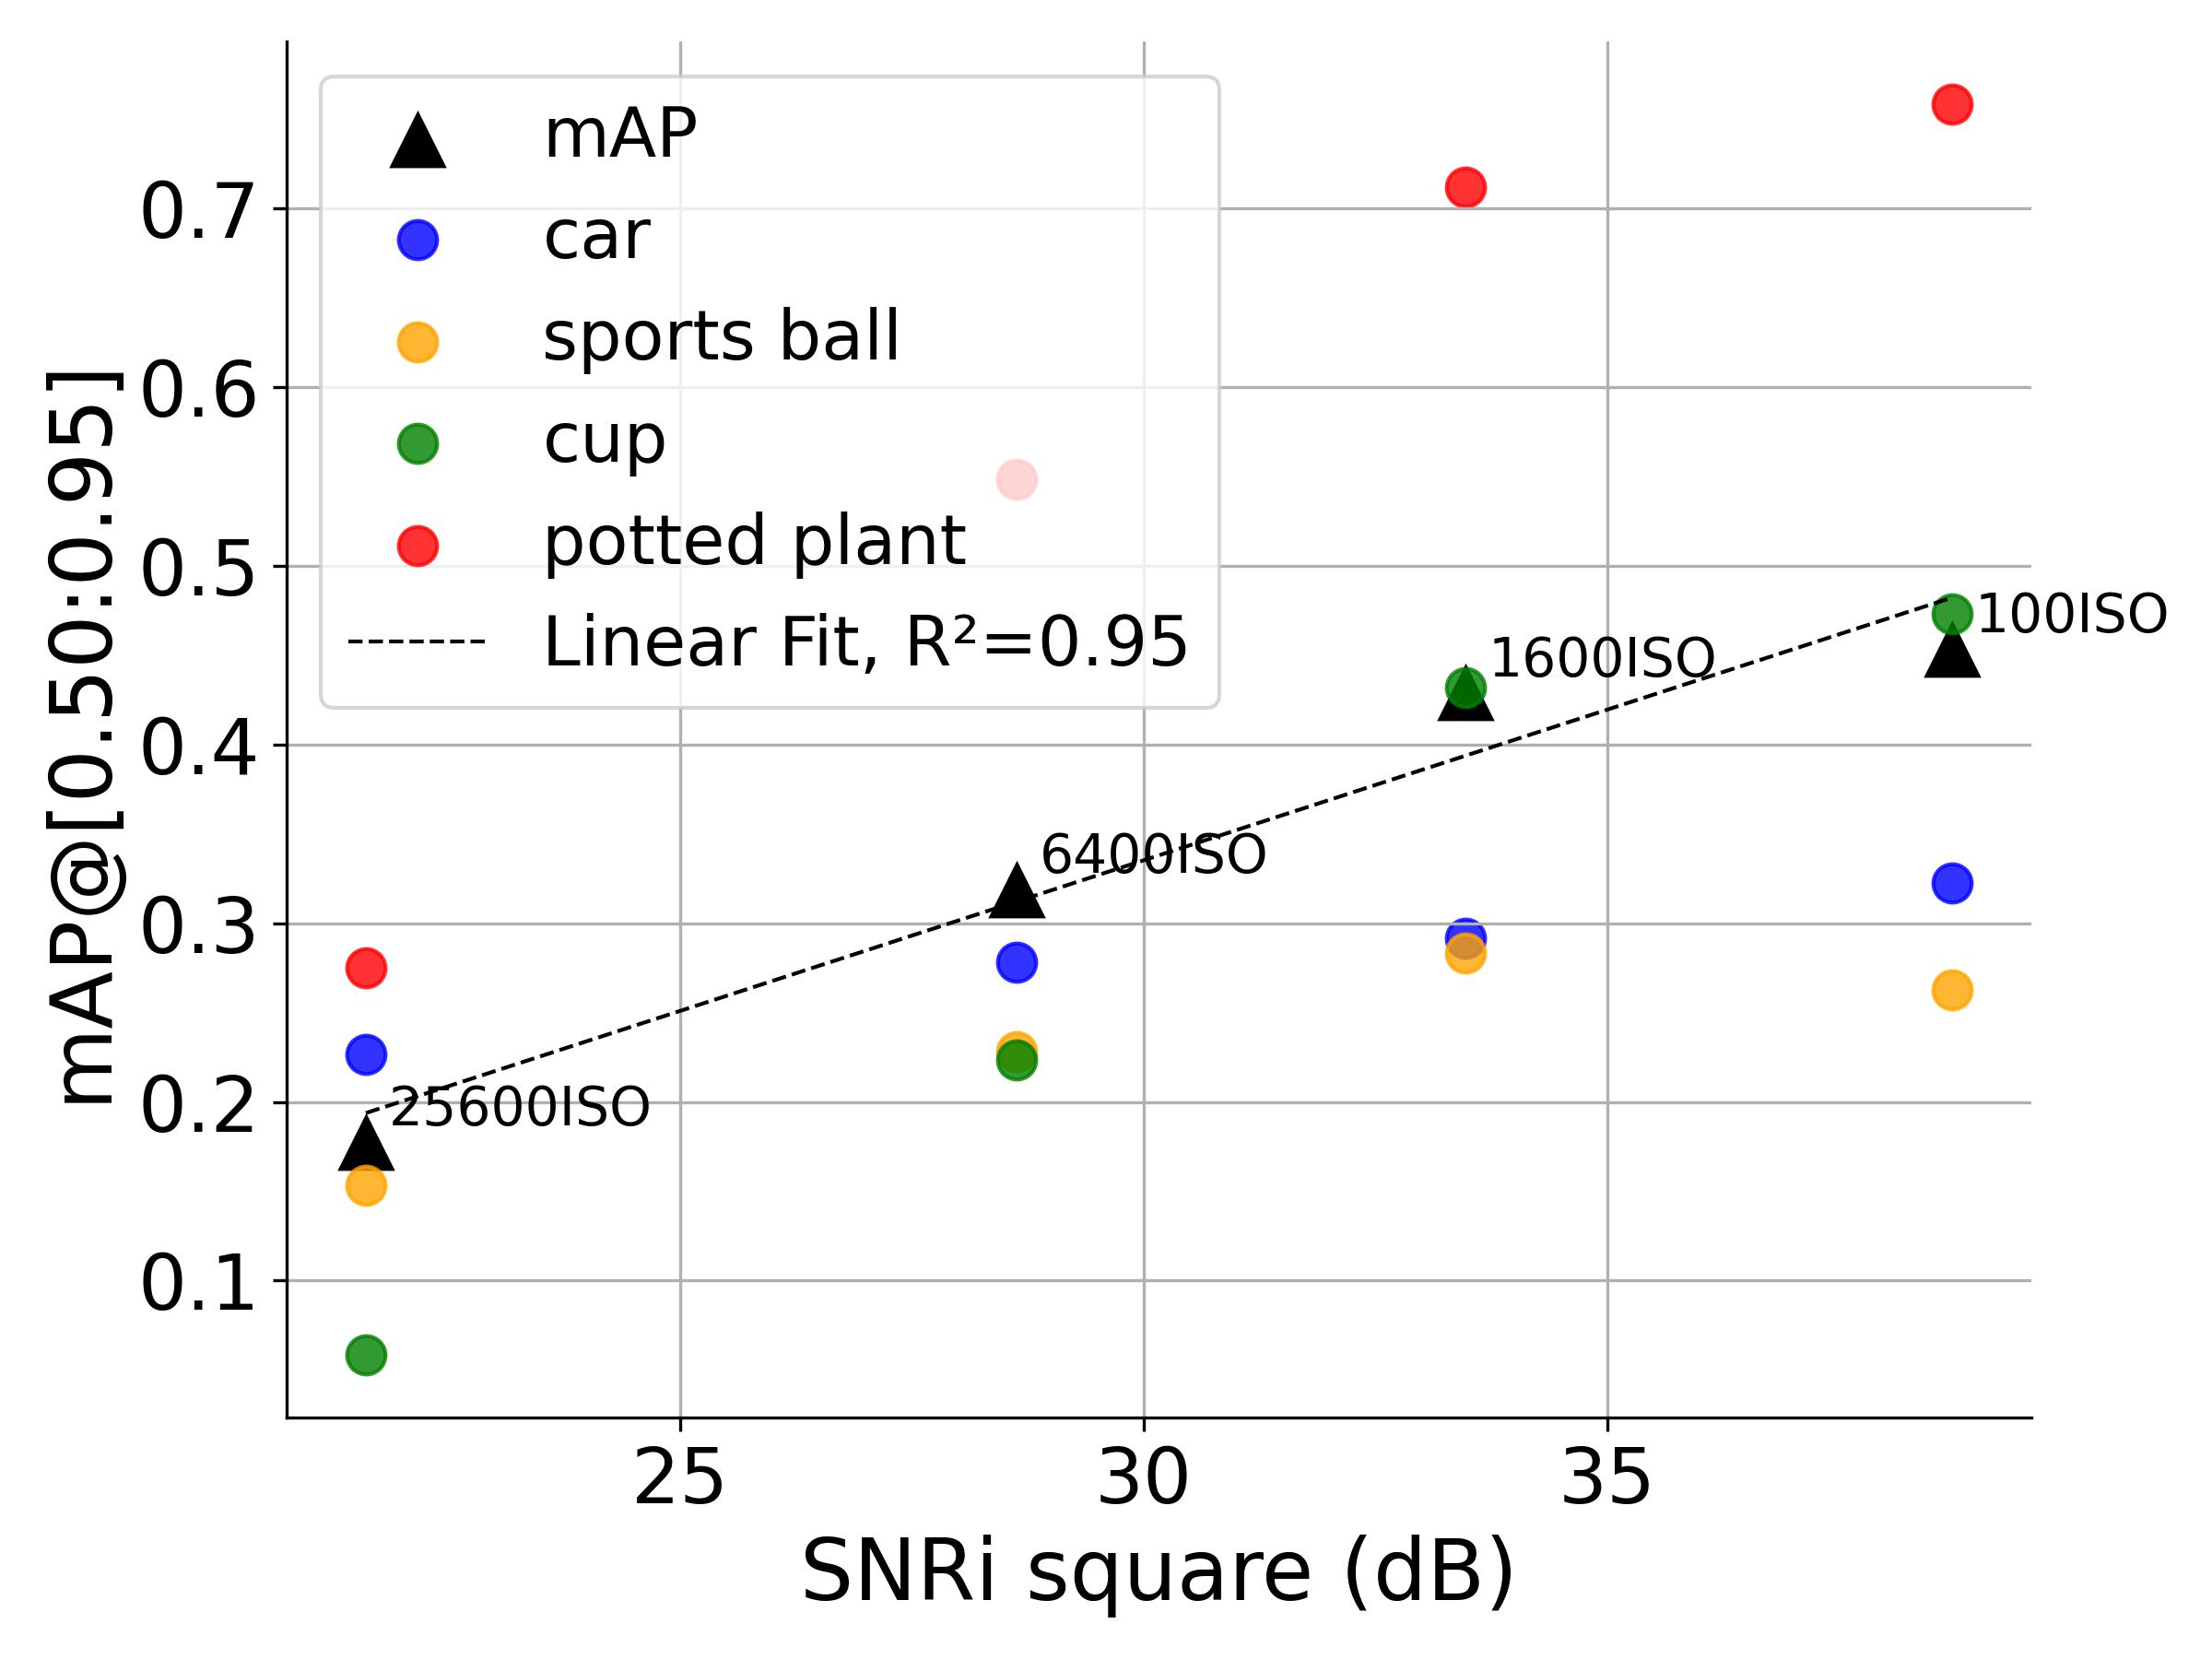 mAP
car
sports ball
cup
potted plant
Linear Fit, R²=0.95
mAP@[0.50:0.95]
0.7
0.6
0.5
0.4
0.3
0.2
0.1
100ISO
1600ISO
6400ISO
25600ISO
25 30 35
SNRi square (dB)